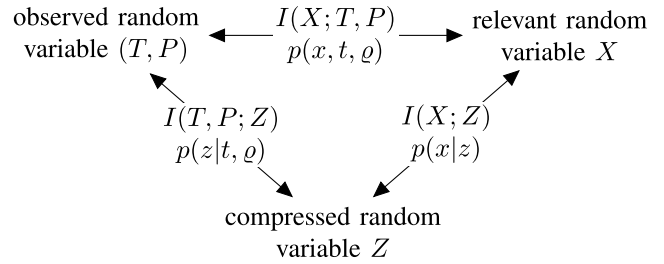 observed random
variable (T, P)
I(X; T, P)
p(x, t, ϱ)
relevant random
variable X
I(T, P; Z)
p(z|t, ϱ)
I(X; Z)
p(x|z)
compressed random
variable Z